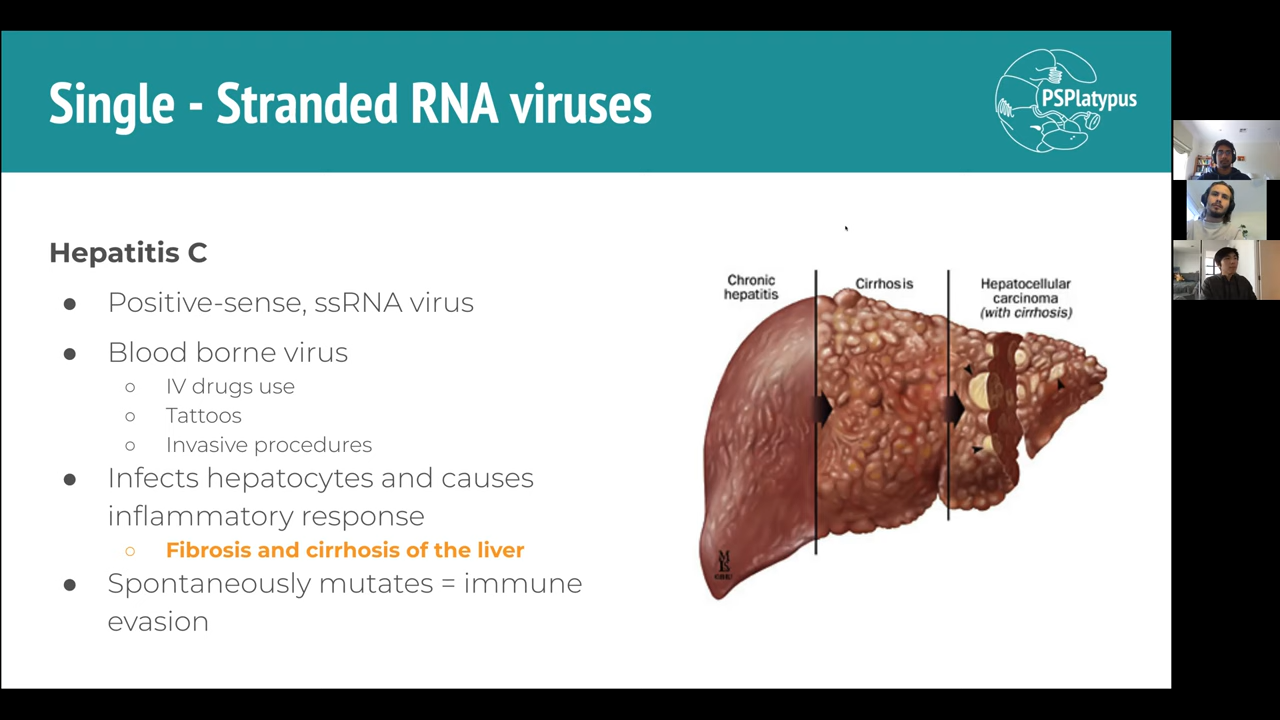 Single - Stranded RNA viruses
PSPlatypus
Hepatitis C
● Positive-sense, ssRNA virus
● Blood borne virus
○ IV drugs use
○ Tattoos
○ Invasive procedures
● Infects hepatocytes and causes
inflammatory response
○ Fibrosis and cirrhosis of the liver
● Spontaneously mutates = immune
evasion
Chronic
hepatitis
Cirrhosis
Hepatocellular
carcinoma
(with cirrhosis)